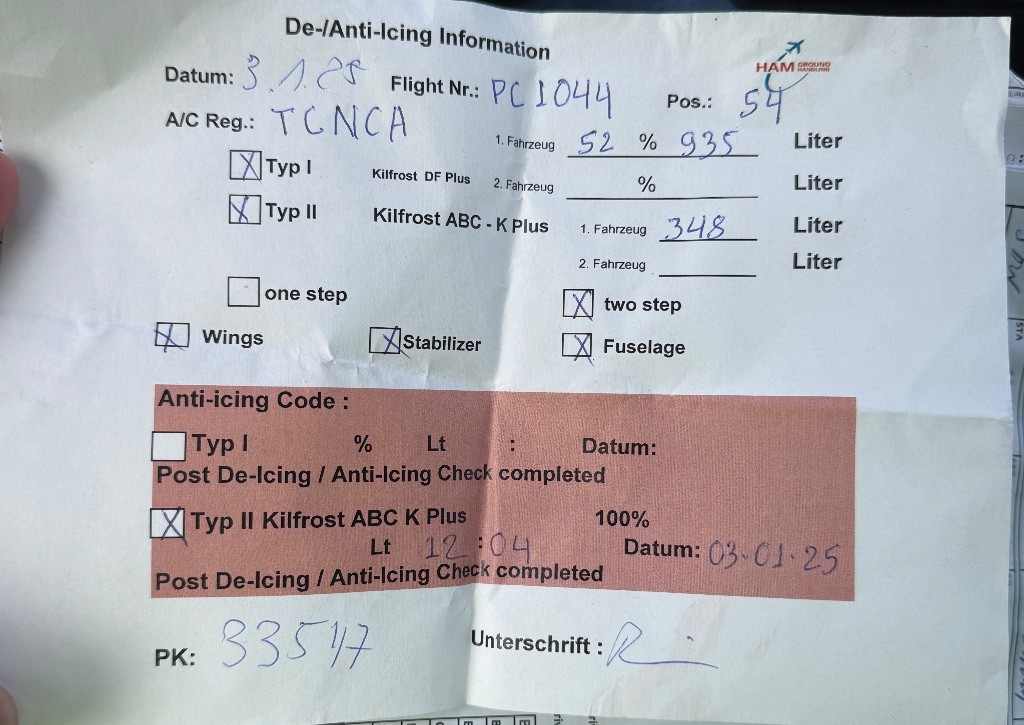 De-/Anti-Icing Information
HAM GROUND HANDLING
Datum: 3.1.25 Flight Nr.: PC1044 Pos.: 54
A/C Reg.: TCNCA
1. Fahrzeug 52 % 935 Liter
X Typ I Kilfrost DF Plus 2. Fahrzeug % Liter
X Typ II Kilfrost ABC - K Plus 1. Fahrzeug 348 Liter
2. Fahrzeug Liter
one step X two step
X Wings X Stabilizer X Fuselage
Anti-icing Code :
Typ I % Lt : Datum:
Post De-Icing / Anti-Icing Check completed
X Typ II Kilfrost ABC K Plus 100%
Lt 12 : 04 Datum: 03-01-25
Post De-Icing / Anti-Icing Check completed
PK: 33547 Unterschrift :